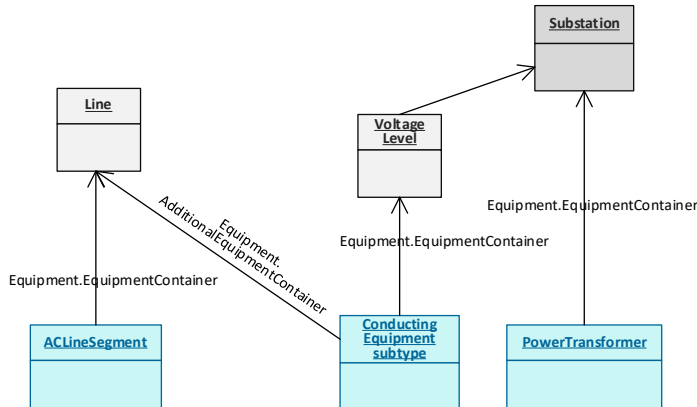 Substation
Line
Voltage
Level
Equipment.EquipmentContainer
Equipment.
AdditionalEquipmentContainer
Equipment.EquipmentContainer
Equipment.EquipmentContainer
ACLineSegment
Conducting
Equipment
subtype
PowerTransformer